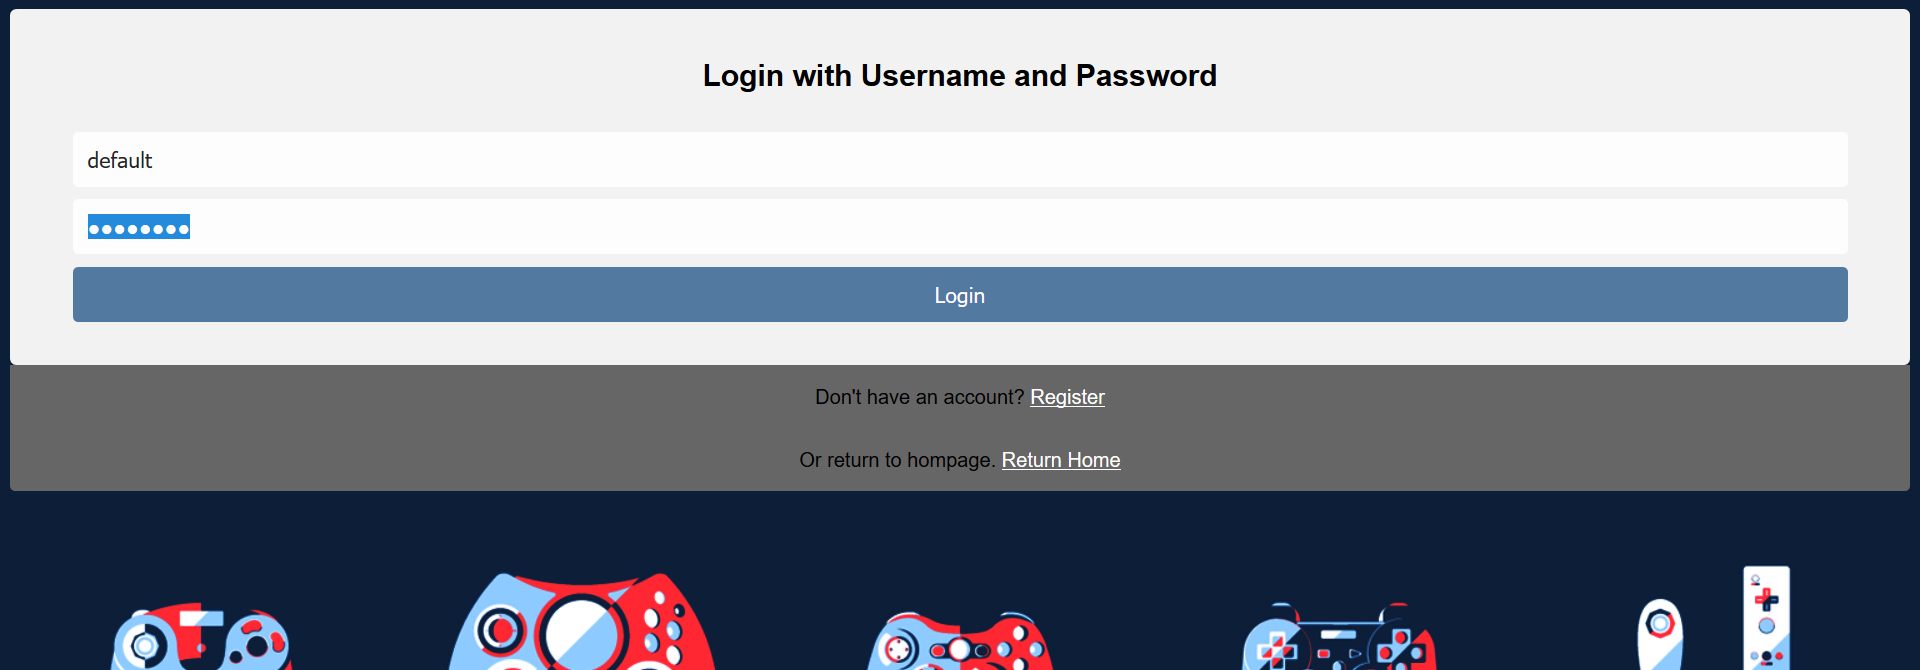 Login with Username and Password
default
••••••••
Login
Don't have an account? Register
Or return to hompage. Return Home